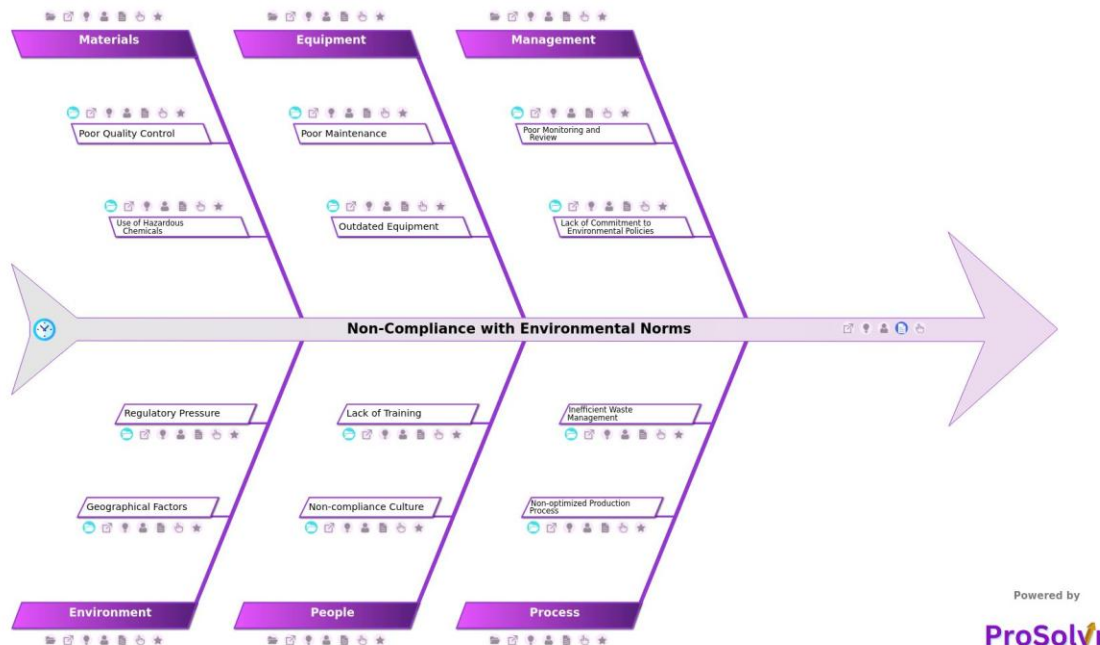 Materials
Equipment
Management
Poor Quality Control
Poor Maintenance
Poor Monitoring and
Review
Use of Hazardous
Chemicals
Outdated Equipment
Lack of Commitment to
Environmental Policies
Non-Compliance with Environmental Norms
Regulatory Pressure
Lack of Training
Inefficient Waste
Management
Geographical Factors
Non-compliance Culture
Non-optimized Production
Process
Environment
People
Process
Powered by